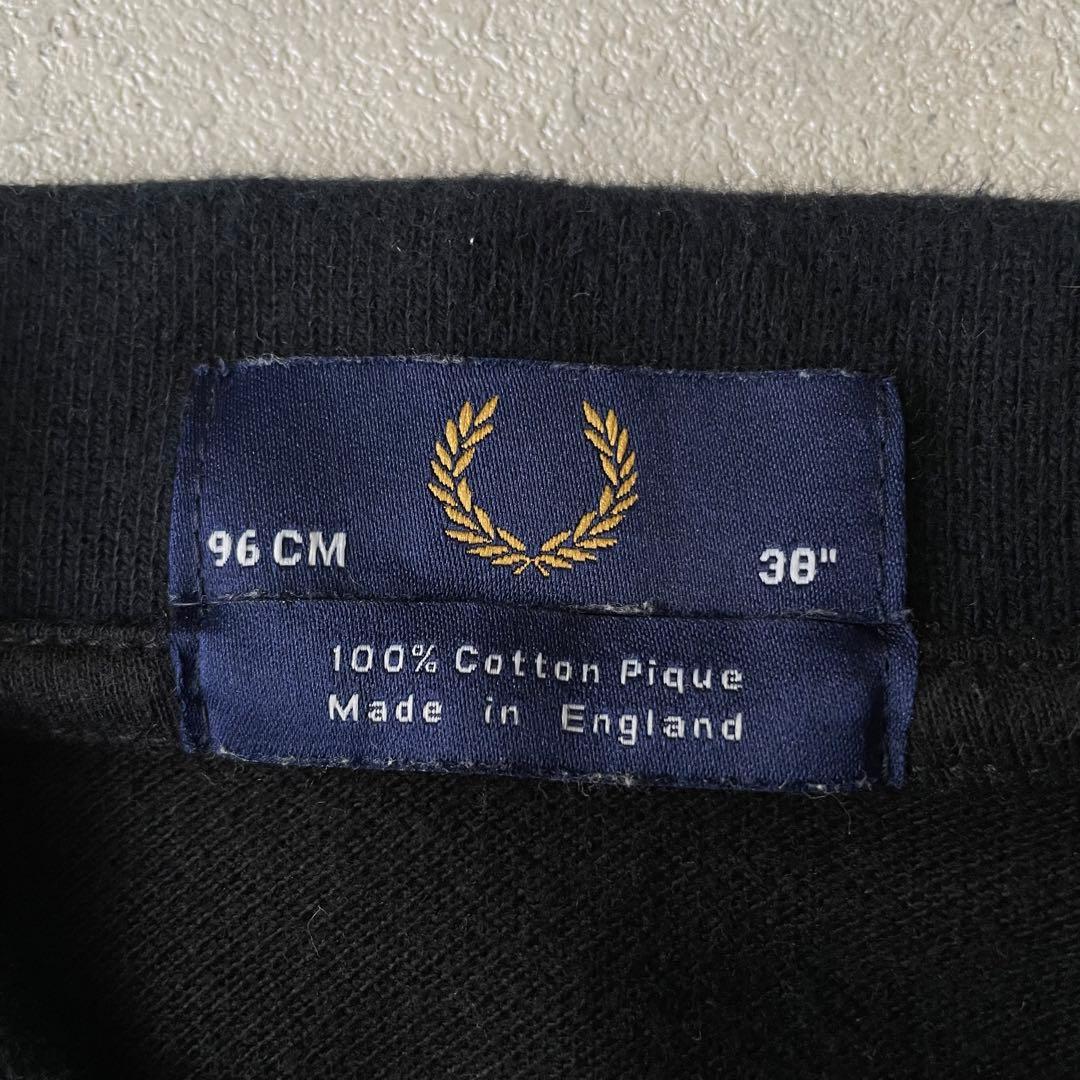 96 CM
38"
100% Cotton Pique
Made in England